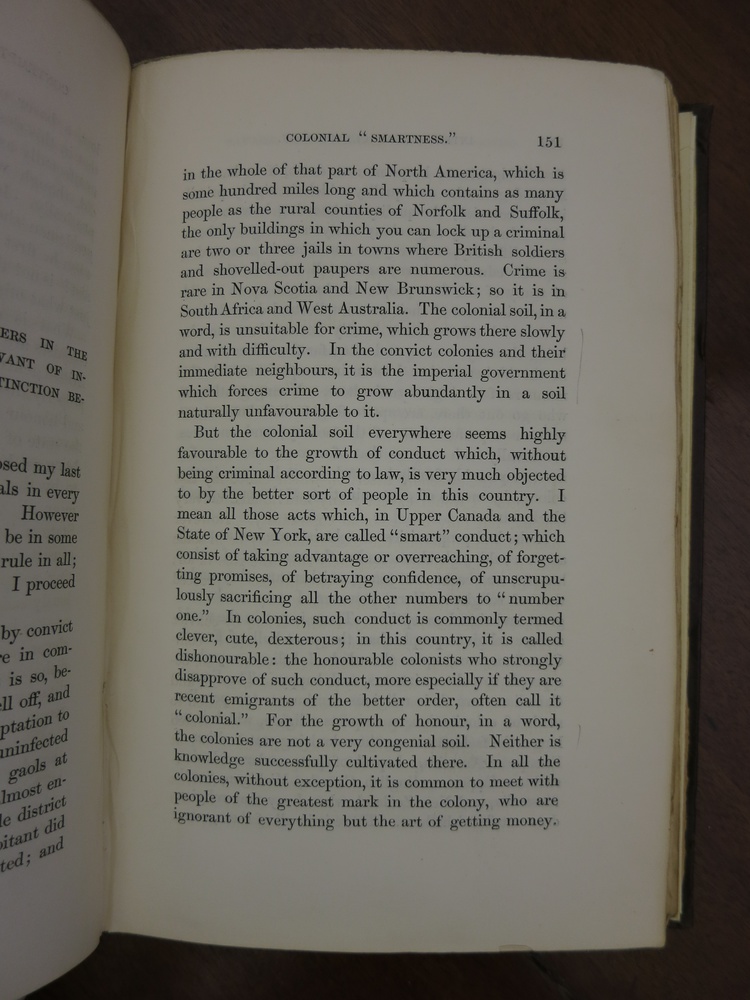 ERS IN THE
VANT OF IN-
TINCTION BE-
osed my last
als in every
However
be in some
rule in all;
I proceed
by convict
re in com-
is so, be-
ll off, and
ptation to
uninfected
gaols at
lmost en-
le district
bitant did
ted; and
COLONIAL "SMARTNESS." 151
in the whole of that part of North America, which is
some hundred miles long and which contains as many
people as the rural counties of Norfolk and Suffolk,
the only buildings in which you can lock up a criminal
are two or three jails in towns where British soldiers
and shovelled-out paupers are numerous. Crime is
rare in Nova Scotia and New Brunswick; so it is in
South Africa and West Australia. The colonial soil, in a
word, is unsuitable for crime, which grows there slowly
and with difficulty. In the convict colonies and their
immediate neighbours, it is the imperial government
which forces crime to grow abundantly in a soil
naturally unfavourable to it.
But the colonial soil everywhere seems highly
favourable to the growth of conduct which, without
being criminal according to law, is very much objected
to by the better sort of people in this country. I
mean all those acts which, in Upper Canada and the
State of New York, are called "smart" conduct; which
consist of taking advantage or overreaching, of forget-
ting promises, of betraying confidence, of unscrupu-
lously sacrificing all the other numbers to "number
one." In colonies, such conduct is commonly termed
clever, cute, dexterous; in this country, it is called
dishonourable: the honourable colonists who strongly
disapprove of such conduct, more especially if they are
recent emigrants of the better order, often call it
"colonial." For the growth of honour, in a word,
the colonies are not a very congenial soil. Neither is
knowledge successfully cultivated there. In all the
colonies, without exception, it is common to meet with
people of the greatest mark in the colony, who are
ignorant of everything but the art of getting money.